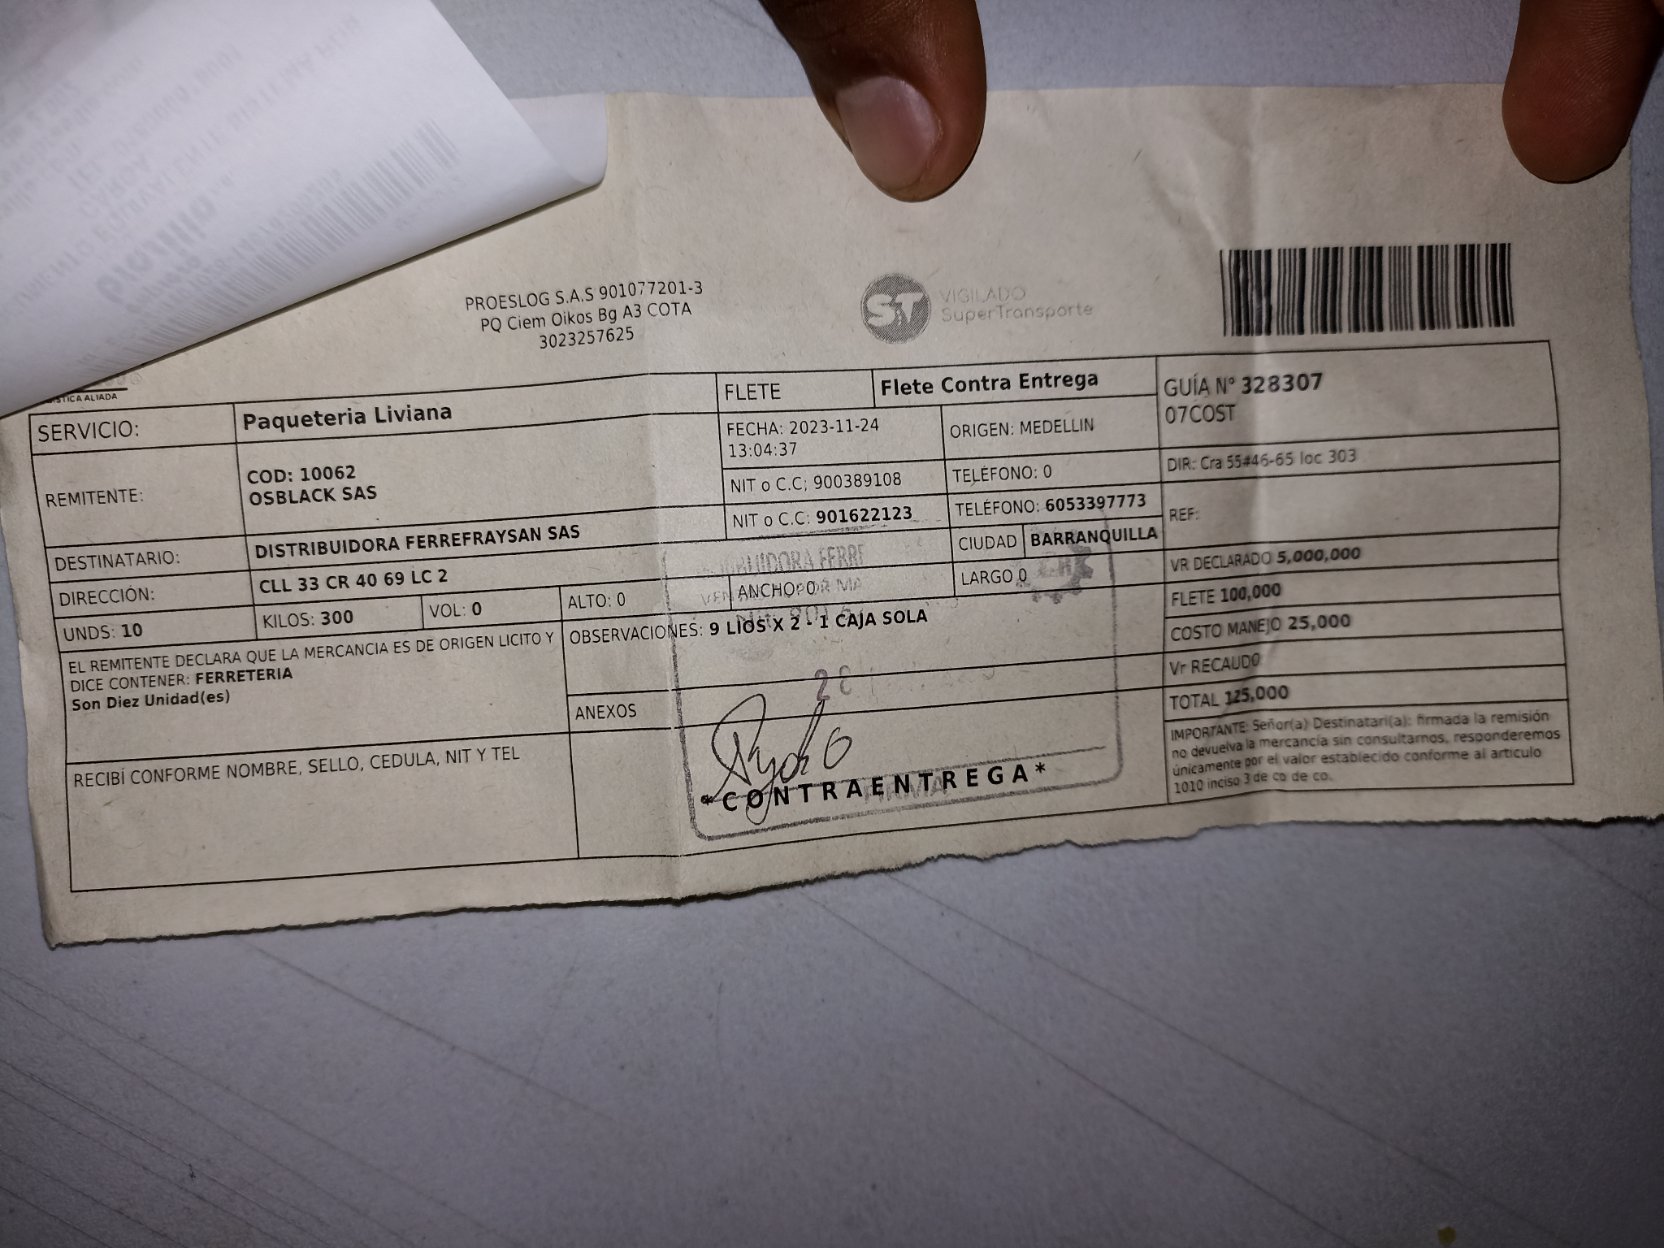 PROESLOG S.A.S 901077201-3
PQ Ciem Oikos Bg A3 COTA
3023257625
ST VIGILADO
SuperTransporte
STICA ALIADA
SERVICIO: Paqueteria Liviana
FLETE Flete Contra Entrega
GUÍA N° 328307
07COST
REMITENTE: COD: 10062
OSBLACK SAS
FECHA: 2023-11-24
13:04:37
ORIGEN: MEDELLIN
DIR: Cra 55#46-65 loc 303
NIT o C.C; 900389108
TELÉFONO: 0
DESTINATARIO: DISTRIBUIDORA FERREFRAYSAN SAS
NIT o C.C: 901622123
TELÉFONO: 6053397773
REF:
DIRECCIÓN: CLL 33 CR 40 69 LC 2
CIUDAD BARRANQUILLA
VR DECLARADO 5,000,000
UNDS: 10 KILOS: 300 VOL: 0 ALTO: 0 ANCHO: 0 LARGO 0
FLETE 100,000
EL REMITENTE DECLARA QUE LA MERCANCIA ES DE ORIGEN LICITO Y
DICE CONTENER: FERRETERIA
Son Diez Unidad(es)
OBSERVACIONES: 9 LIOS X 2 - 1 CAJA SOLA
COSTO MANEJO 25,000
Vr RECAUDO
ANEXOS
TOTAL 125,000
RECIBÍ CONFORME NOMBRE, SELLO, CEDULA, NIT Y TEL
*CONTRAENTREGA*
FIRMA
IMPORTANTE: Señor(a) Destinatari(a): firmada la remisión
no devuelva la mercancia sin consultarnos, responderemos
únicamente por el valor establecido conforme al articulo
1010 inciso 3 de co de co.